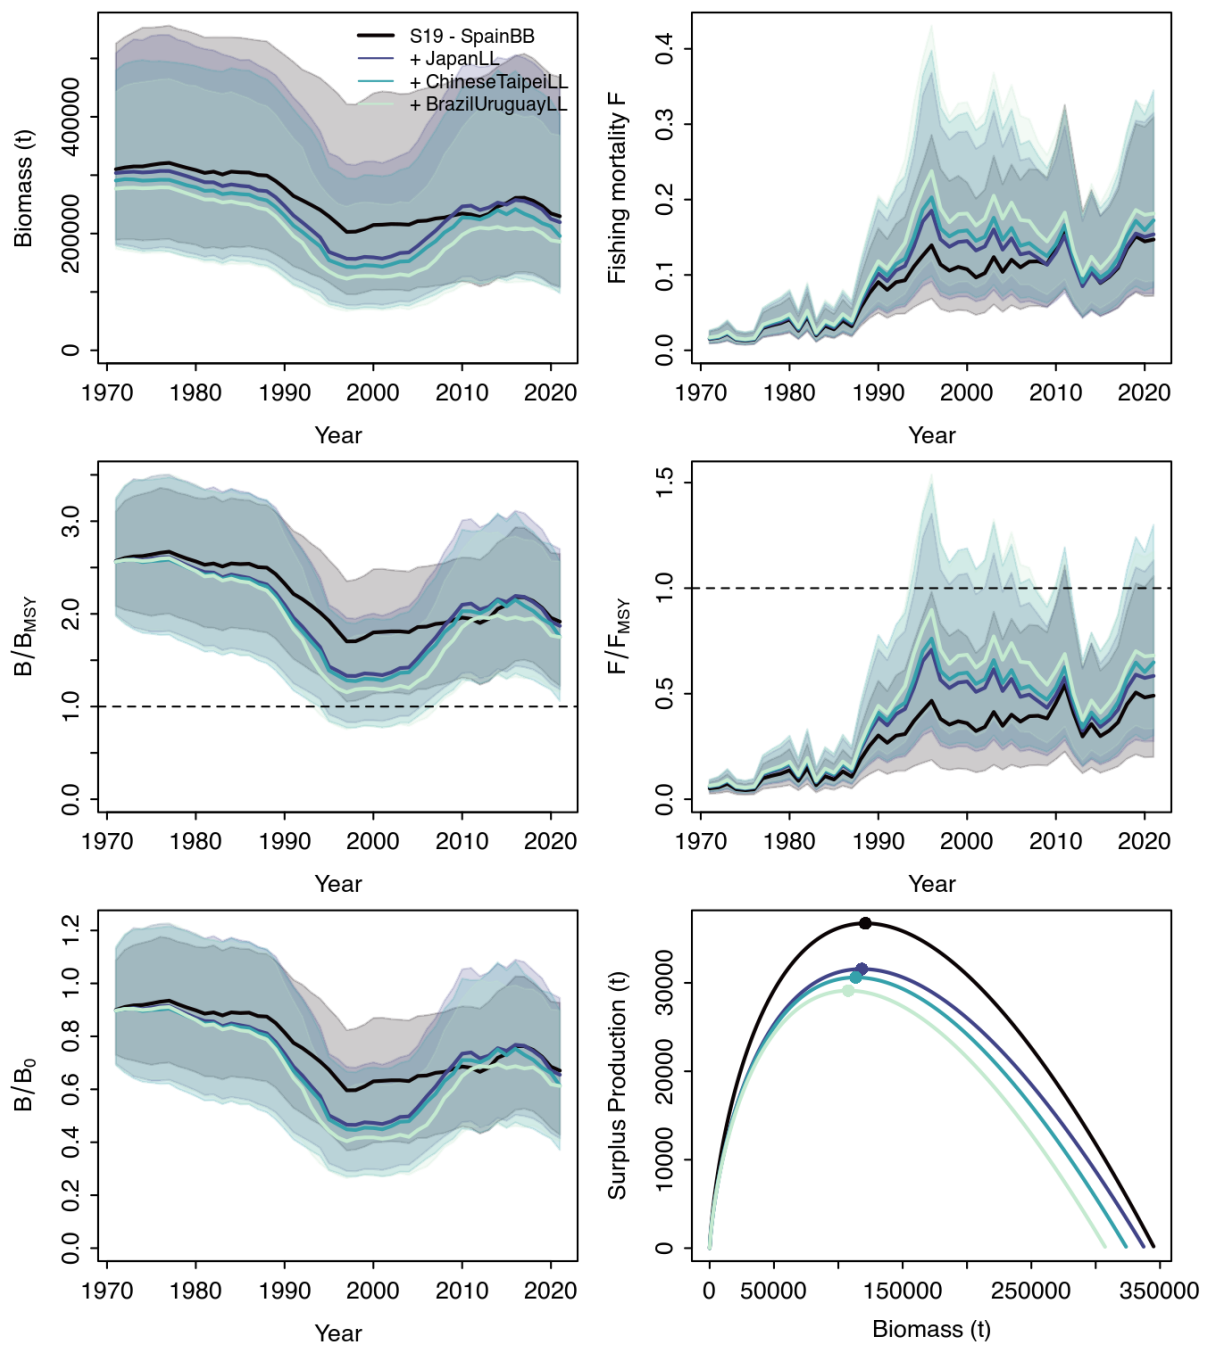 Biomass (t)
0
200000
400000
S19 - SpainBB
+ JapanLL
+ ChineseTaipeiLL
+ BrazilUruguayLL
1970 1980 1990 2000 2010 2020
Year
Fishing mortality F
0.0
0.1
0.2
0.3
0.4
1970 1980 1990 2000 2010 2020
Year
B/BMSY
0.0
1.0
2.0
3.0
1970 1980 1990 2000 2010 2020
Year
F/FMSY
0.0
0.5
1.0
1.5
1970 1980 1990 2000 2010 2020
Year
B/B0
0.0
0.2
0.4
0.6
0.8
1.0
1.2
1970 1980 1990 2000 2010 2020
Year
Surplus Production (t)
0
10000
20000
30000
0 50000 150000 250000 350000
Biomass (t)